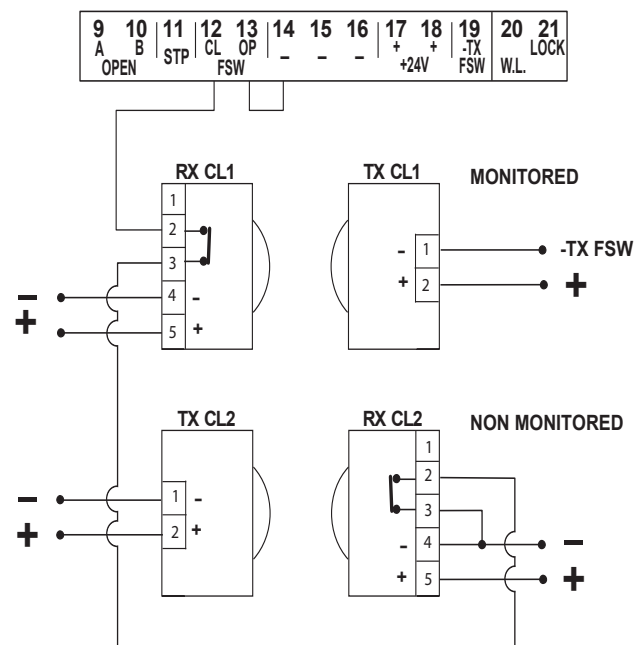 9 10 11 12 13 14 15 16 17 18 19 20 21
A B STP CL OP – – – + + -TX LOCK
OPEN FSW +24V FSW W.L.
RX CL1 TX CL1 MONITORED
1
2
3
4 -
5 +
- 1 -TX FSW
+ 2 +
–
+
TX CL2 RX CL2 NON MONITORED
1 -
2 +
–
+
1
2
3
- 4 –
+ 5 +